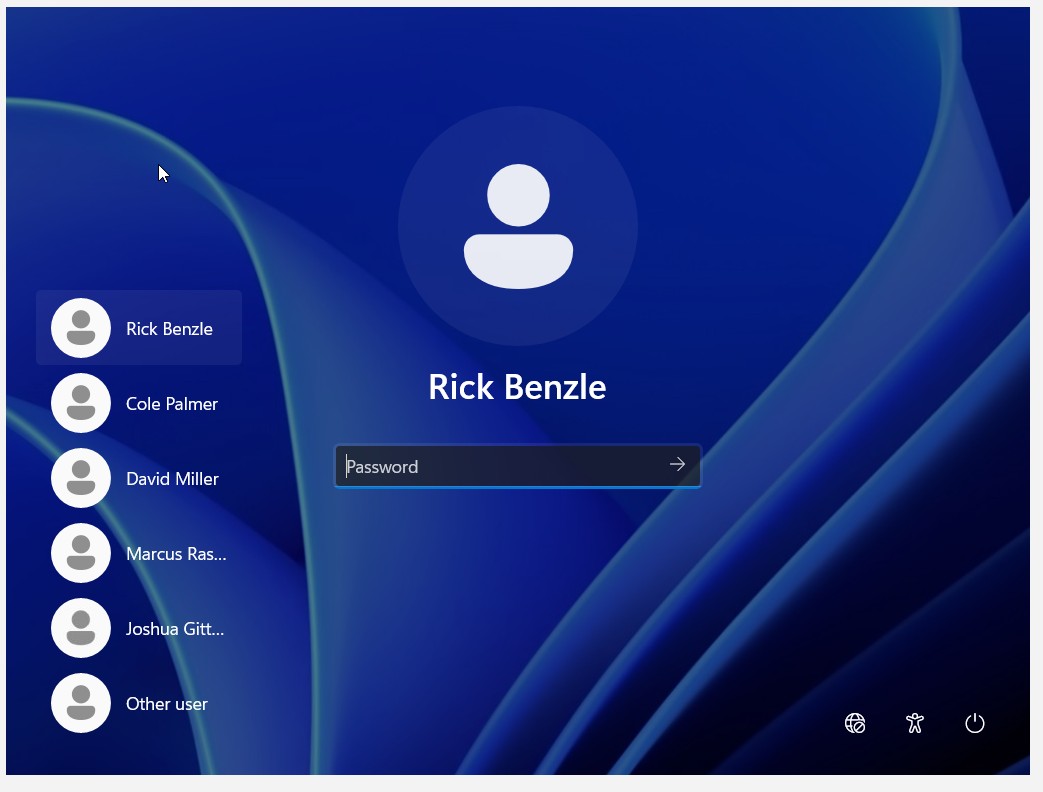 Rick Benzle
Cole Palmer
David Miller
Marcus Ras...
Joshua Gitt...
Other user
Rick Benzle
Password